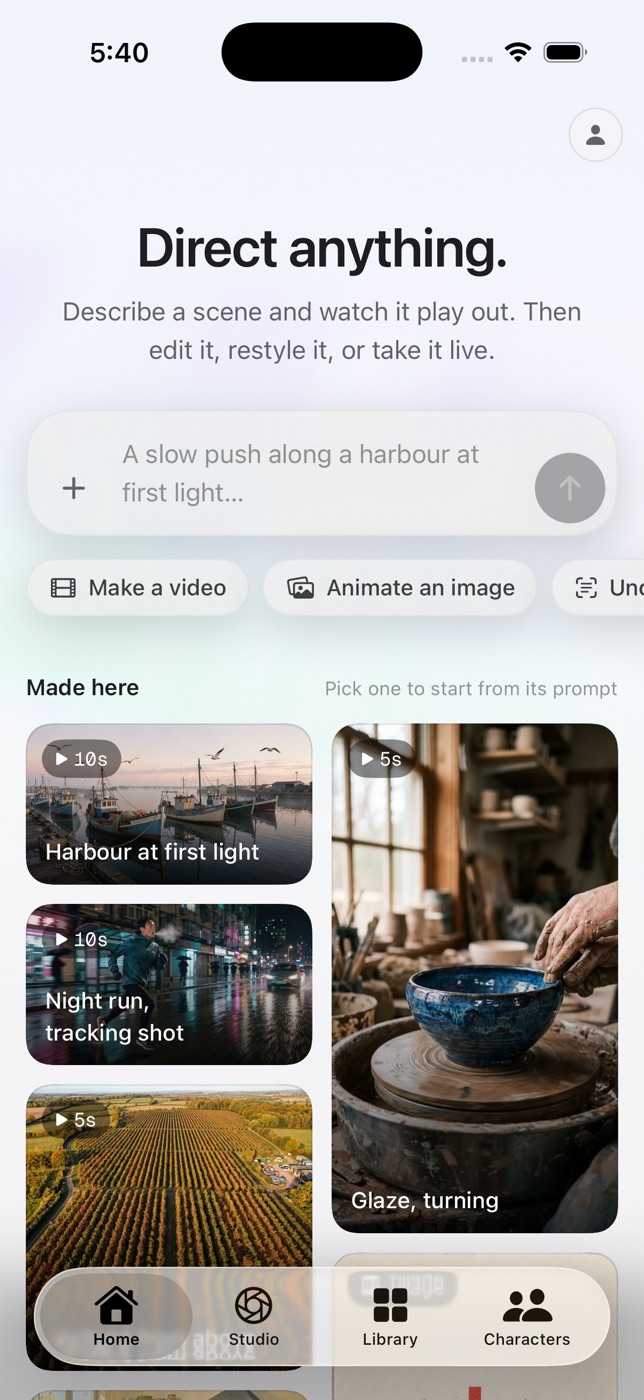 5:40
Direct anything.
Describe a scene and watch it play out. Then
edit it, restyle it, or take it live.
A slow push along a harbour at
first light...
Make a video
Animate an image
Made here
Pick one to start from its prompt
10s
Harbour at first light
5s
10s
Night run,
tracking shot
5s
Glaze, turning
Home
Studio
Library
Characters